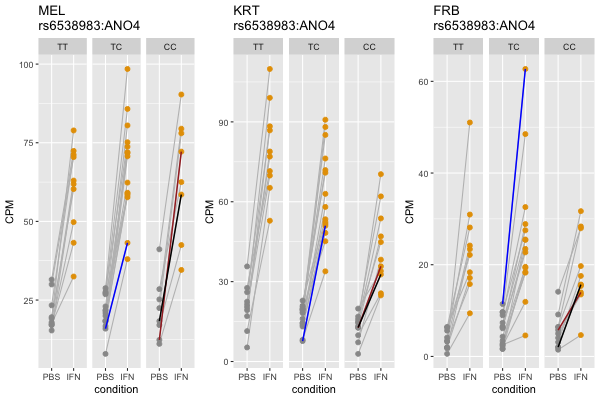 MEL
rs6538983:ANO4
TT TC CC
CPM
100
75
50
25
PBS IFN PBS IFN PBS IFN
condition
KRT
rs6538983:ANO4
TT TC CC
CPM
90
60
30
0
PBS IFN PBS IFN PBS IFN
condition
FRB
rs6538983:ANO4
TT TC CC
CPM
60
40
20
0
PBS IFN PBS IFN PBS IFN
condition